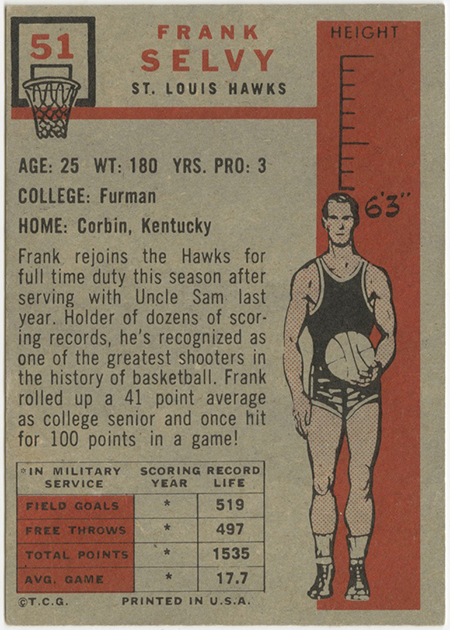 51
FRANK
SELVY
ST. LOUIS HAWKS
HEIGHT
6'3"
AGE: 25 WT: 180 YRS. PRO: 3
COLLEGE: Furman
HOME: Corbin, Kentucky
Frank rejoins the Hawks for
full time duty this season after
serving with Uncle Sam last
year. Holder of dozens of scor-
ing records, he's recognized as
one of the greatest shooters in
the history of basketball. Frank
rolled up a 41 point average
as college senior and once hit
for 100 points in a game!
*IN MILITARY SERVICE SCORING RECORD YEAR LIFE
FIELD GOALS * 519
FREE THROWS * 497
TOTAL POINTS * 1535
AVG. GAME * 17.7
©T.C.G. PRINTED IN U.S.A.